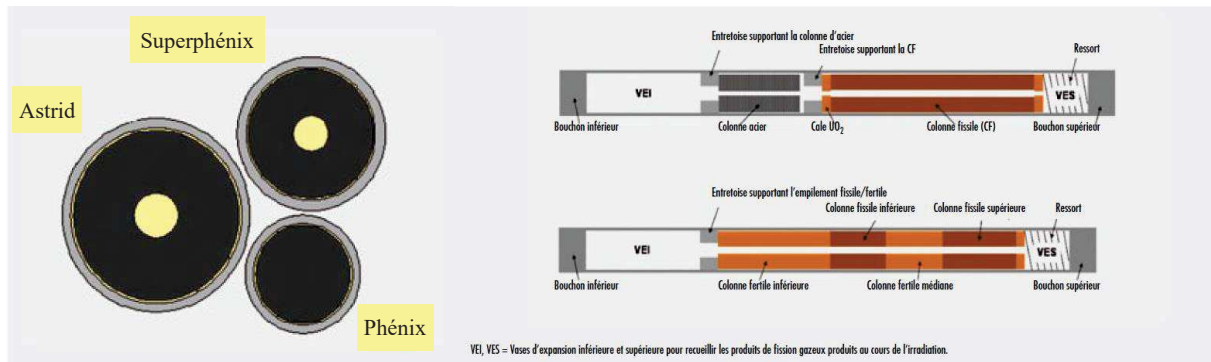 Superphénix
Astrid
Phénix
Entretoise supportant la colonne d'acier
Entretoise supportant la CF
Ressort
VEI
VES
Bouchon inférieur
Colonne acier
Cale UO₂
Colonne fissile (CF)
Bouchon supérieur
Entretoise supportant l'empilement fissile/fertile
Colonne fissile inférieure
Colonne fissile supérieure
Ressort
VEI
VES
Bouchon inférieur
Colonne fertile inférieure
Colonne fertile médiane
Bouchon supérieur
VEI, VES = Vases d'expansion inférieure et supérieure pour recueillir les produits de fission gazeux produits au cours de l'irradiation.